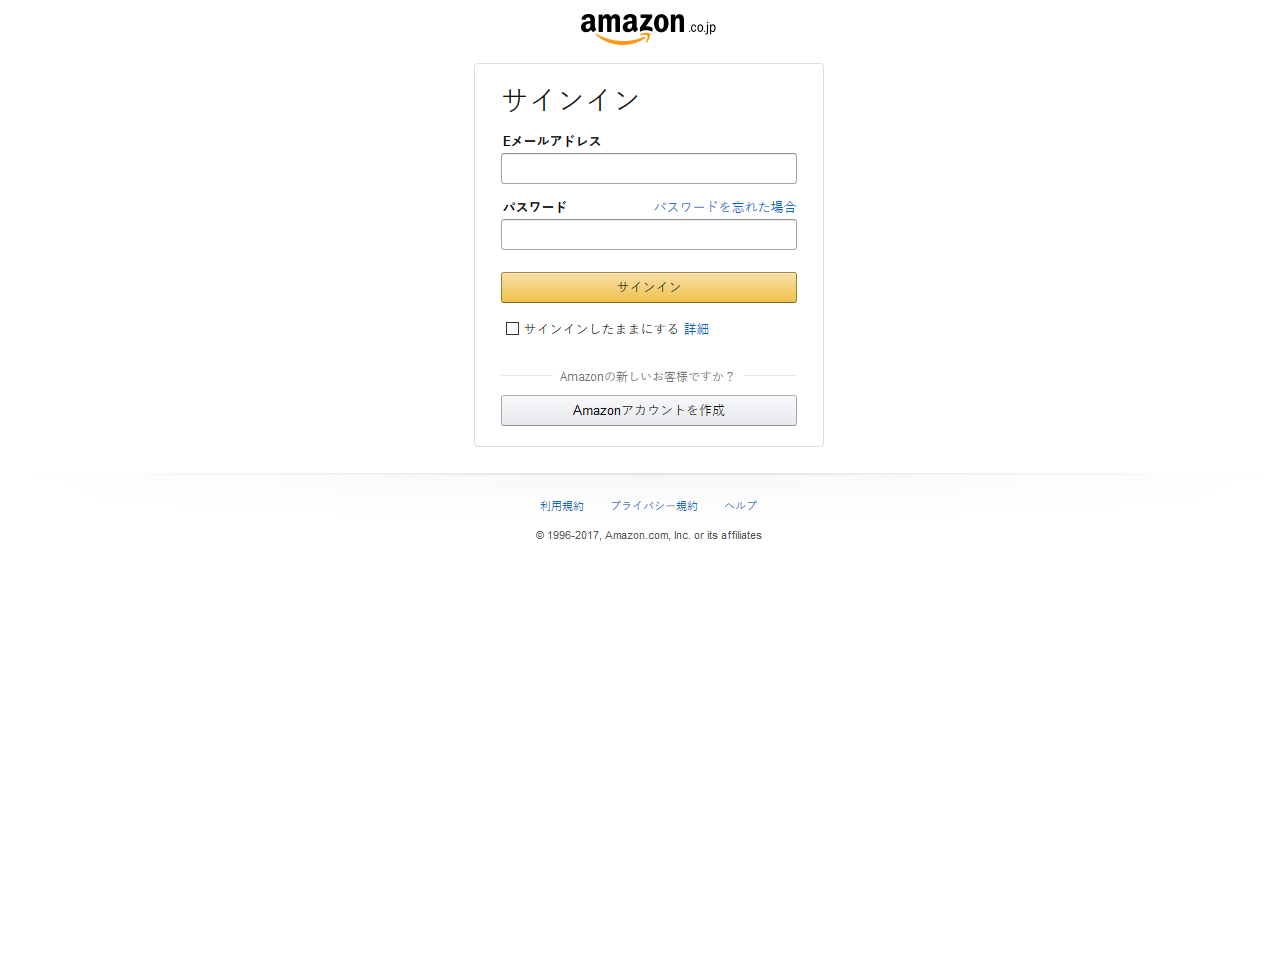 amazon.co.jp
サインイン
Eメールアドレス
パスワード パスワードを忘れた場合
サインイン
サインインしたままにする 詳細
Amazonの新しいお客様ですか？
Amazonアカウントを作成
利用規約 プライバシー規約 ヘルプ
© 1996-2017, Amazon.com, Inc. or its affiliates